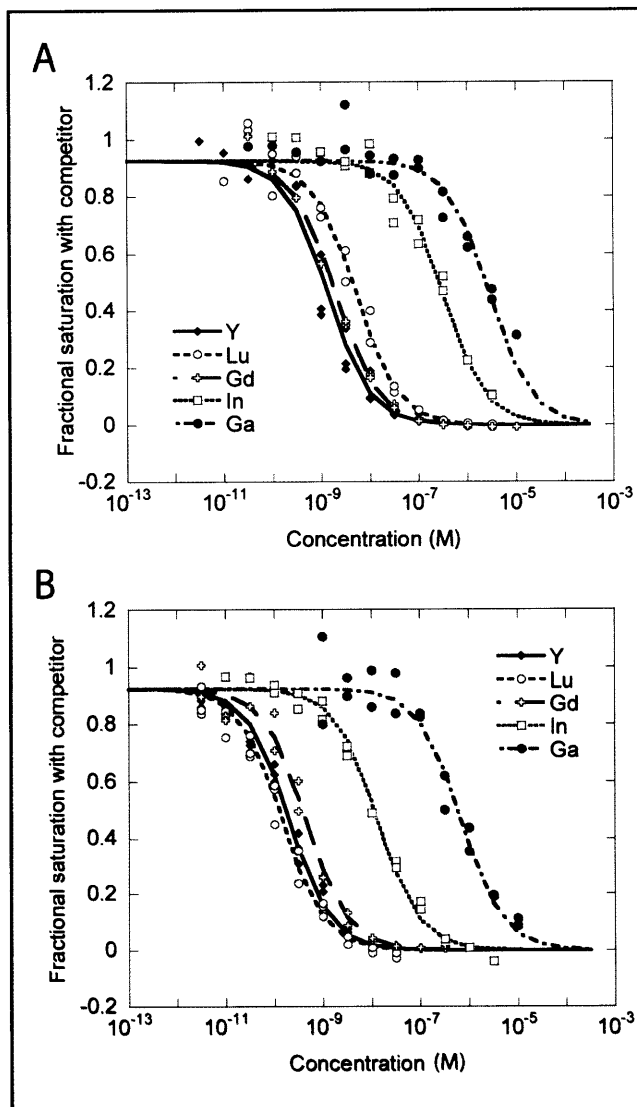 A
1.2
1
0.8
0.6
0.4
0.2
0
-0.2
Fractional saturation with competitor
Y
Lu
Gd
In
Ga
10⁻¹³ 10⁻¹¹ 10⁻⁹ 10⁻⁷ 10⁻⁵ 10⁻³
Concentration (M)
B
1.2
1
0.8
0.6
0.4
0.2
0
-0.2
Fractional saturation with competitor
Y
Lu
Gd
In
Ga
10⁻¹³ 10⁻¹¹ 10⁻⁹ 10⁻⁷ 10⁻⁵ 10⁻³
Concentration (M)